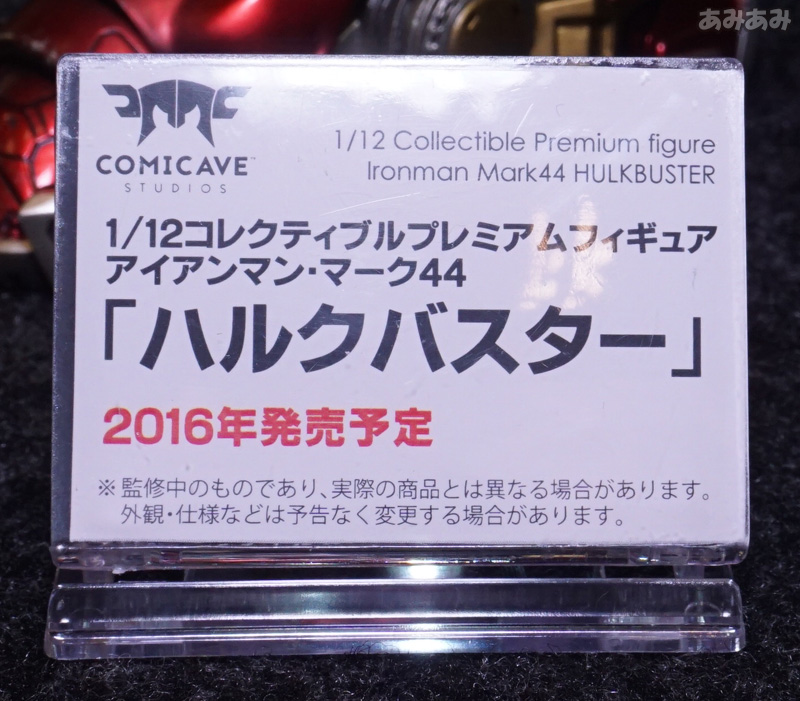 あみあみ
COMICAVE™
STUDIOS
1/12 Collectible Premium figure
Ironman Mark44 HULKBUSTER
1/12コレクティブルプレミアムフィギュア
アイアンマン・マーク44
「ハルクバスター」
2016年発売予定
※監修中のものであり、実際の商品とは異なる場合があります。
外観・仕様などは予告なく変更する場合があります。